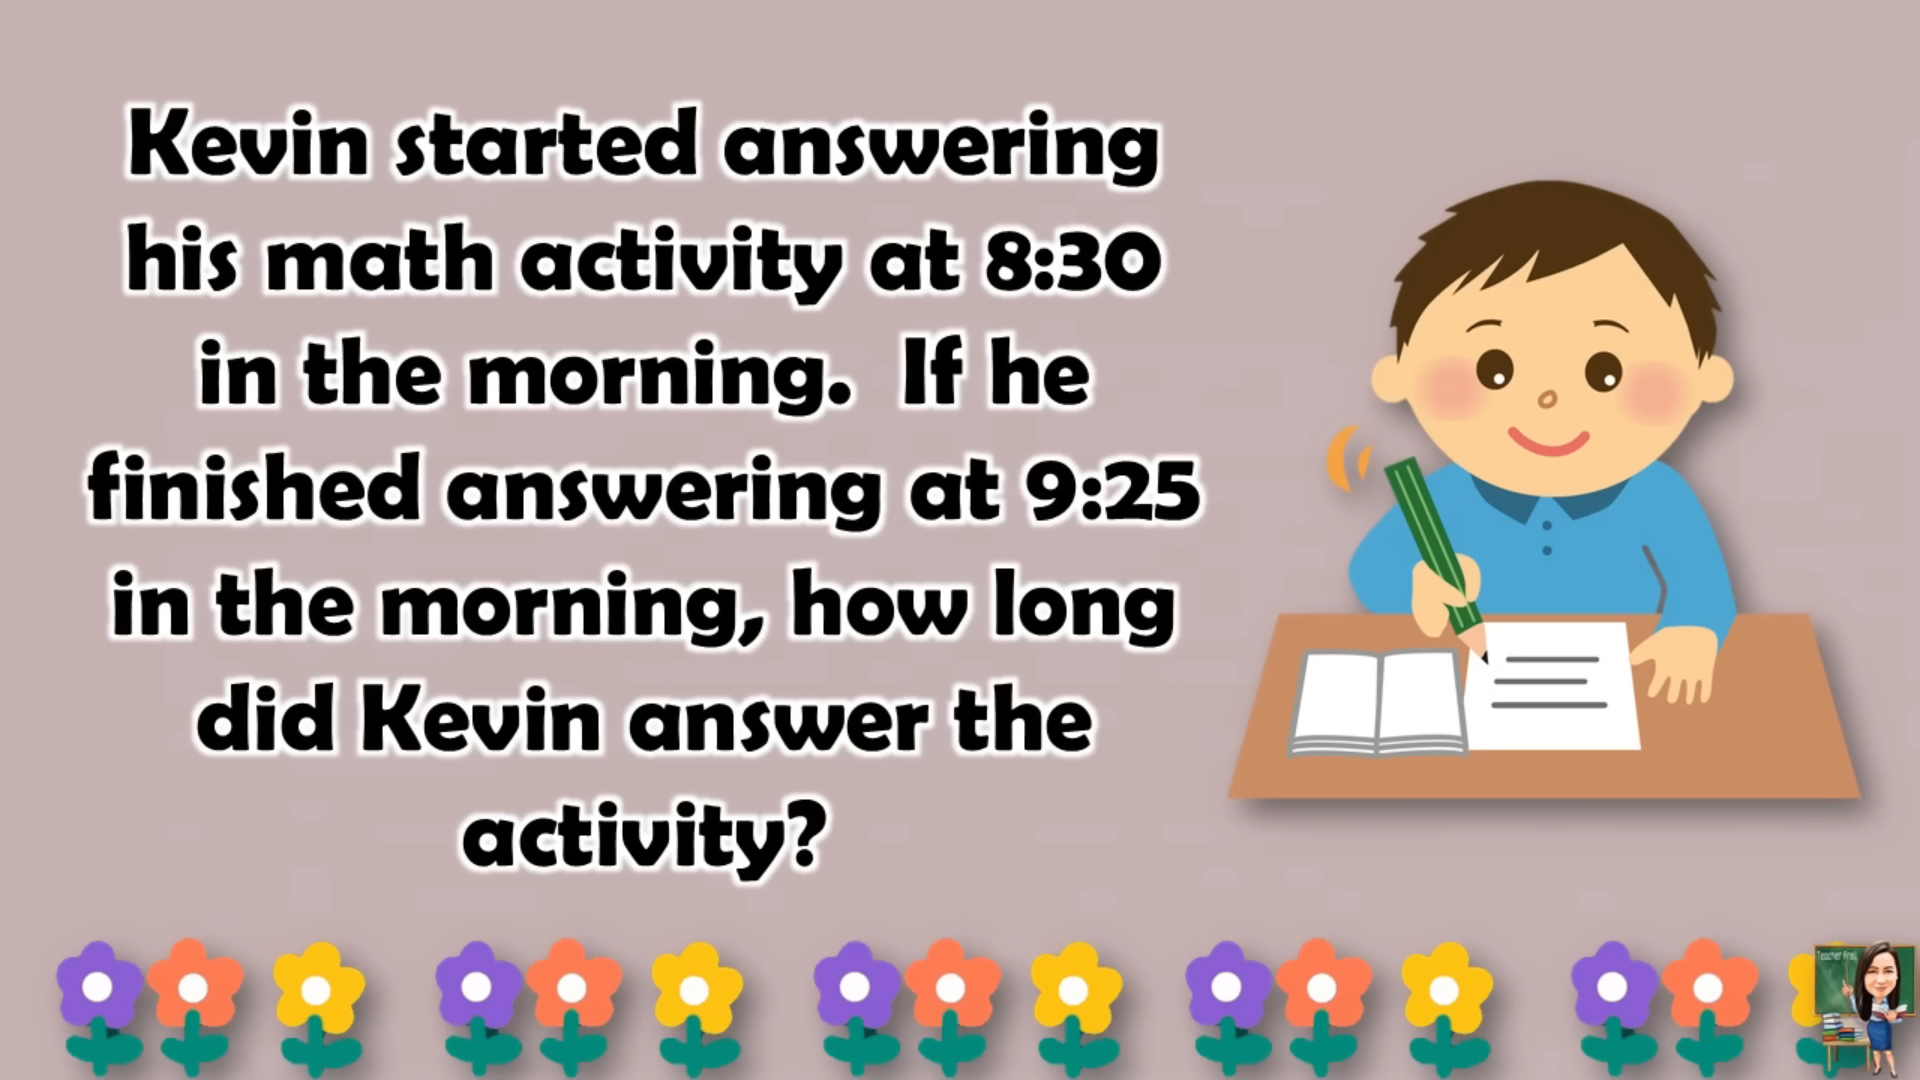 Kevin started answering
his math activity at 8:30
in the morning.  If he
finished answering at 9:25
in the morning, how long
did Kevin answer the
activity?